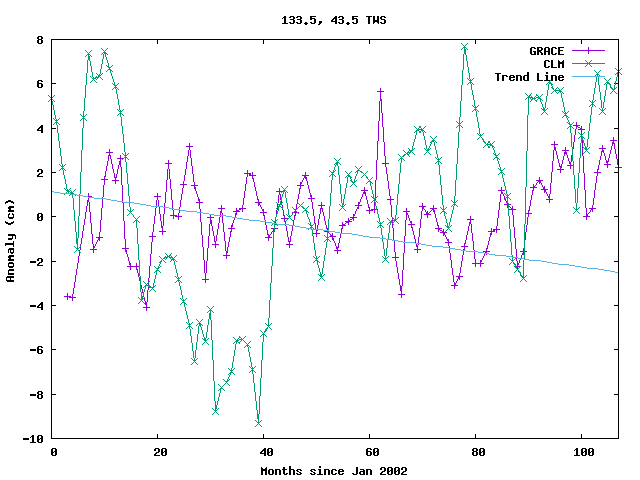 133.5, 43.5 TWS
GRACE
CLM
Trend Line
8
6
4
2
0
-2
-4
-6
-8
-10
Anomaly (cm)
0 20 40 60 80 100
Months since Jan 2002